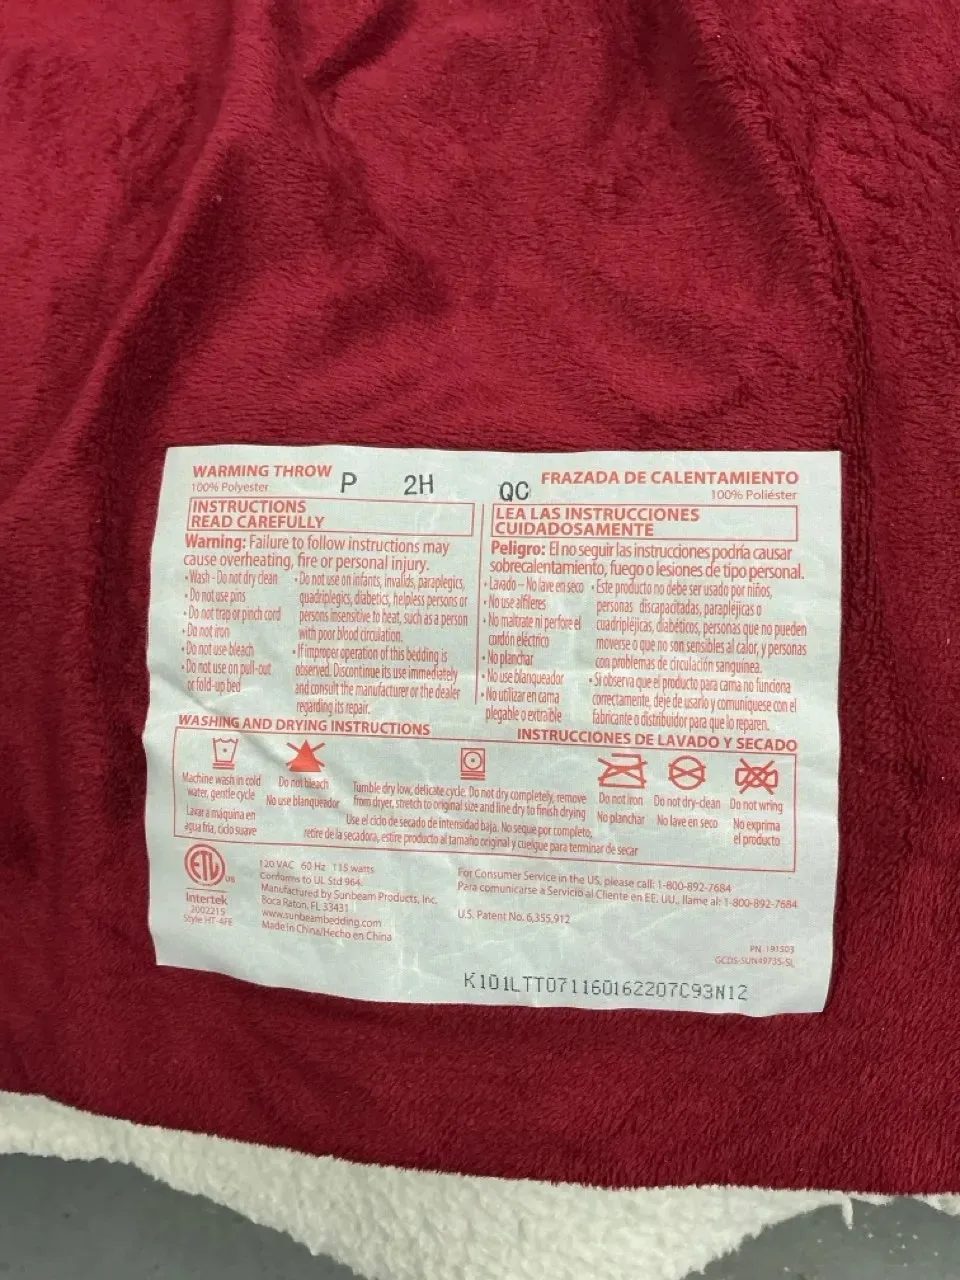 WARMING THROW
100% Polyester
P 2H QC
FRAZADA DE CALENTAMIENTO
100% Poliéster
INSTRUCTIONS
READ CAREFULLY
Warning: Failure to follow instructions may
cause overheating, fire or personal injury.
• Wash - Do not dry clean
• Do not use pins
• Do not trap or pinch cord
• Do not iron
• Do not use bleach
• Do not use on pull-out
or fold-up bed
• Do not use on infants, invalids, paraplegics,
quadriplegics, diabetics, helpless persons or
persons insensitive to heat, such as a person
with poor blood circulation.
• If improper operation of this bedding is
observed. Discontinue its use immediately
and consult the manufacturer or the dealer
regarding its repair.
LEA LAS INSTRUCCIONES
CUIDADOSAMENTE
Peligro: El no seguir las instrucciones podría causar
sobrecalentamiento, fuego o lesiones de tipo personal.
• Lavado – No lave en seco
• No use alfileres
• No maltrate ni perfore el
cordón eléctrico
• No planchar
• No use blanqueador
• No utilizar en cama
plegable o extraíble
• Este producto no debe ser usado por niños,
personas discapacitadas, parapléjicos o
cuadripléjicos, diabéticos, personas que no pueden
moverse o que no son sensibles al calor, y personas
con problemas de circulación sanguínea.
• Si observa que el producto para cama no funciona
correctamente, deje de usarlo y comuníquese con el
fabricante o distribuidor para que lo reparen.
WASHING AND DRYING INSTRUCTIONS
INSTRUCCIONES DE LAVADO Y SECADO
Machine wash in cold
water, gentle cycle
Lavar a máquina en
agua fría, ciclo suave
Do not bleach
No use blanqueador
Tumble dry low, delicate cycle. Do not dry completely, remove
from dryer, stretch to original size and line dry to finish drying
Use el ciclo de secado de intensidad baja. No seque por completo,
retire de la secadora, estire producto al tamaño original y cuelgue para terminar de secar
Do not iron
No planchar
Do not dry-clean
No lave en seco
Do not wring
No exprima
el producto
ETL
US
Intertek
2002215
Style HT-4FE
120 VAC 60 Hz 115 watts
Conforms to UL Std 964.
Manufactured by Sunbeam Products, Inc.
Boca Raton, FL 33431
www.sunbeambedding.com
Made in China/Hecho en China
For Consumer Service in the US, please call: 1-800-892-7684
Para comunicarse a Servicio al Cliente en EE. UU., llame al: 1-800-892-7684
U.S. Patent No. 6,355,912
PN 191503
GCDS-SUN49735-SL
K101LTT071160162207C93N12